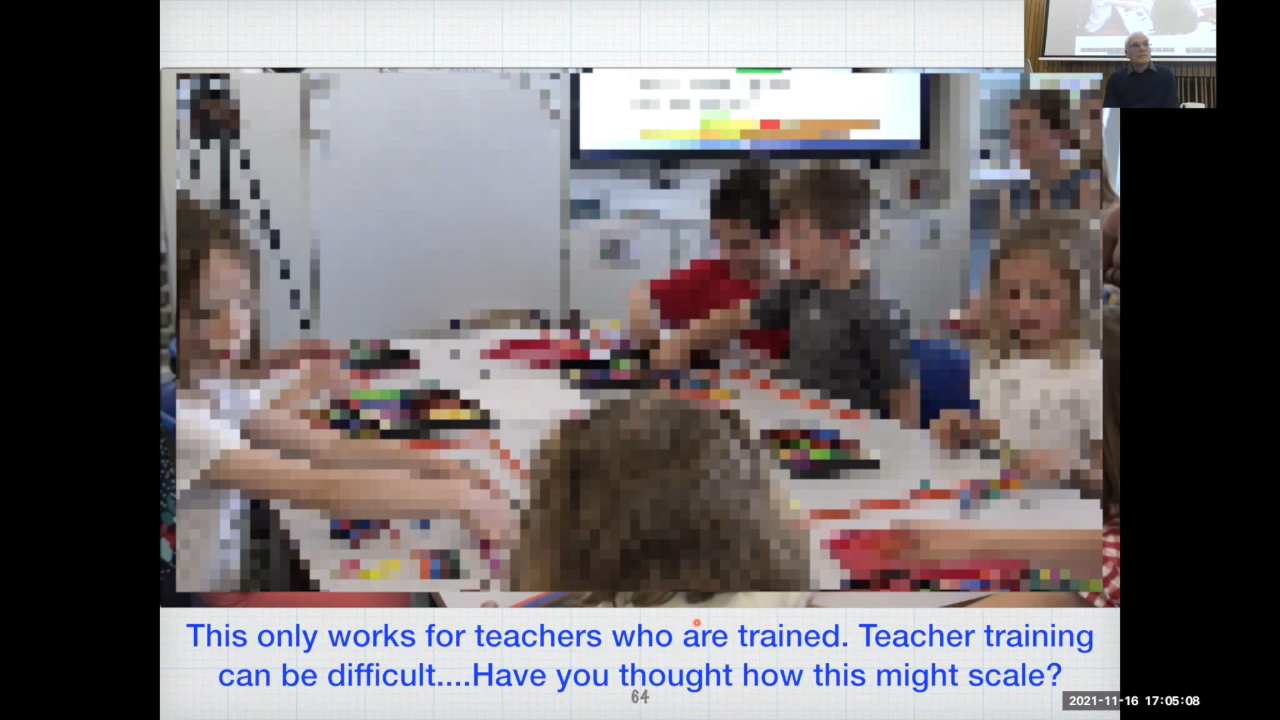 This only works for teachers who are trained. Teacher training
can be difficult....Have you thought how this might scale?
64
2021-11-16 17:05:08